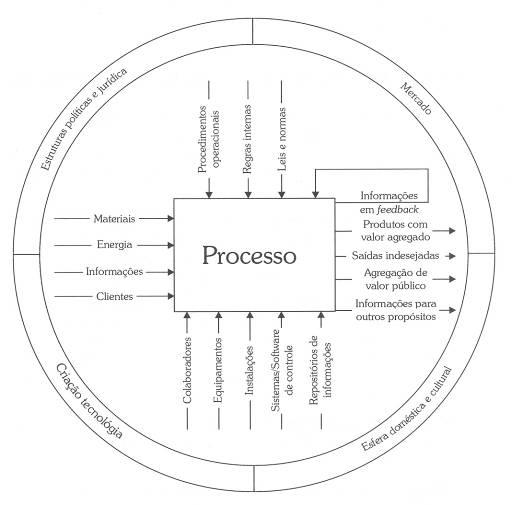 Estruturas políticas e jurídica
Mercado
Procedimentos
operacionais
Regras internas
Leis e normas
Materiais
Energia
Informações
Clientes
Processo
Informações
em feedback
Produtos com
valor agregado
Saídas indesejadas
Agregação de
valor público
Informações para
outros propósitos
Colaboradores
Equipamentos
Instalações
Sistemas/Software
de controle
Repositórios de
informações
Criação tecnológia
Esfera doméstica e cultural